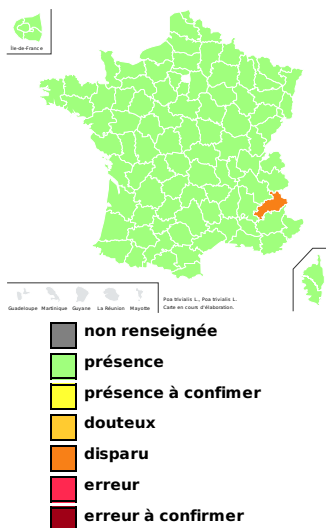 Île-de-France
Guadeloupe Martinique Guyane La Réunion Mayotte
Poa trivialis L., Poa trivialis L.
Carte en cours d'élaboration.
non renseignée
présence
présence à confimer
douteux
disparu
erreur
erreur à confirmer